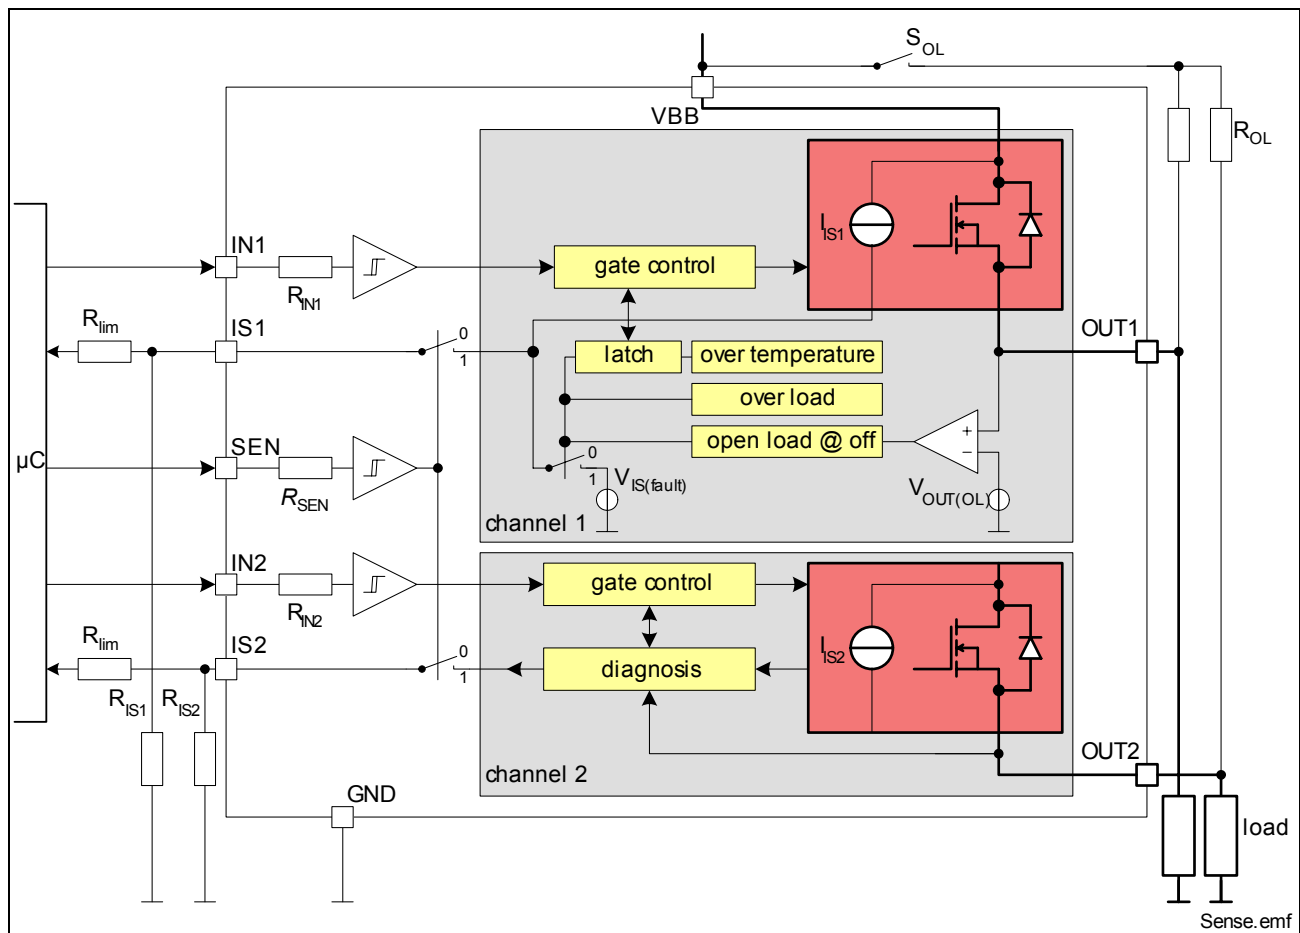 S_OL
VBB
R_OL
IN1
gate control
I_IS1
R_IN1
R_lim
IS1
0
1
latch
over temperature
OUT1
over load
SEN
open load @ off
+
−
µC
0
1
R_SEN
V_IS(fault)
V_OUT(OL)
channel 1
IN2
gate control
R_IN2
R_lim
IS2
0
1
diagnosis
I_IS2
R_IS1
R_IS2
OUT2
channel 2
GND
load
Sense.emf